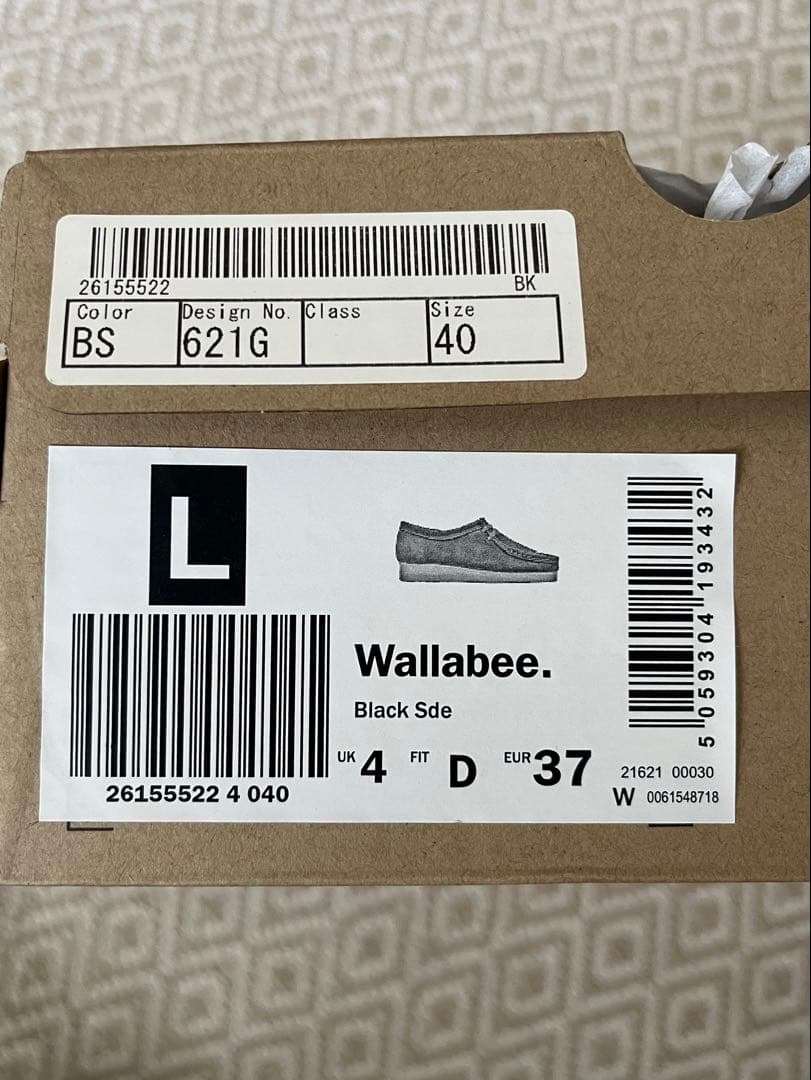 26155522 BK
Color Design No. Class Size
BS 621G 40
L
26155522 4 040
Wallabee.
Black Sde
UK 4 FIT D EUR 37
5 059304 193432
21621 00030
W 0061548718